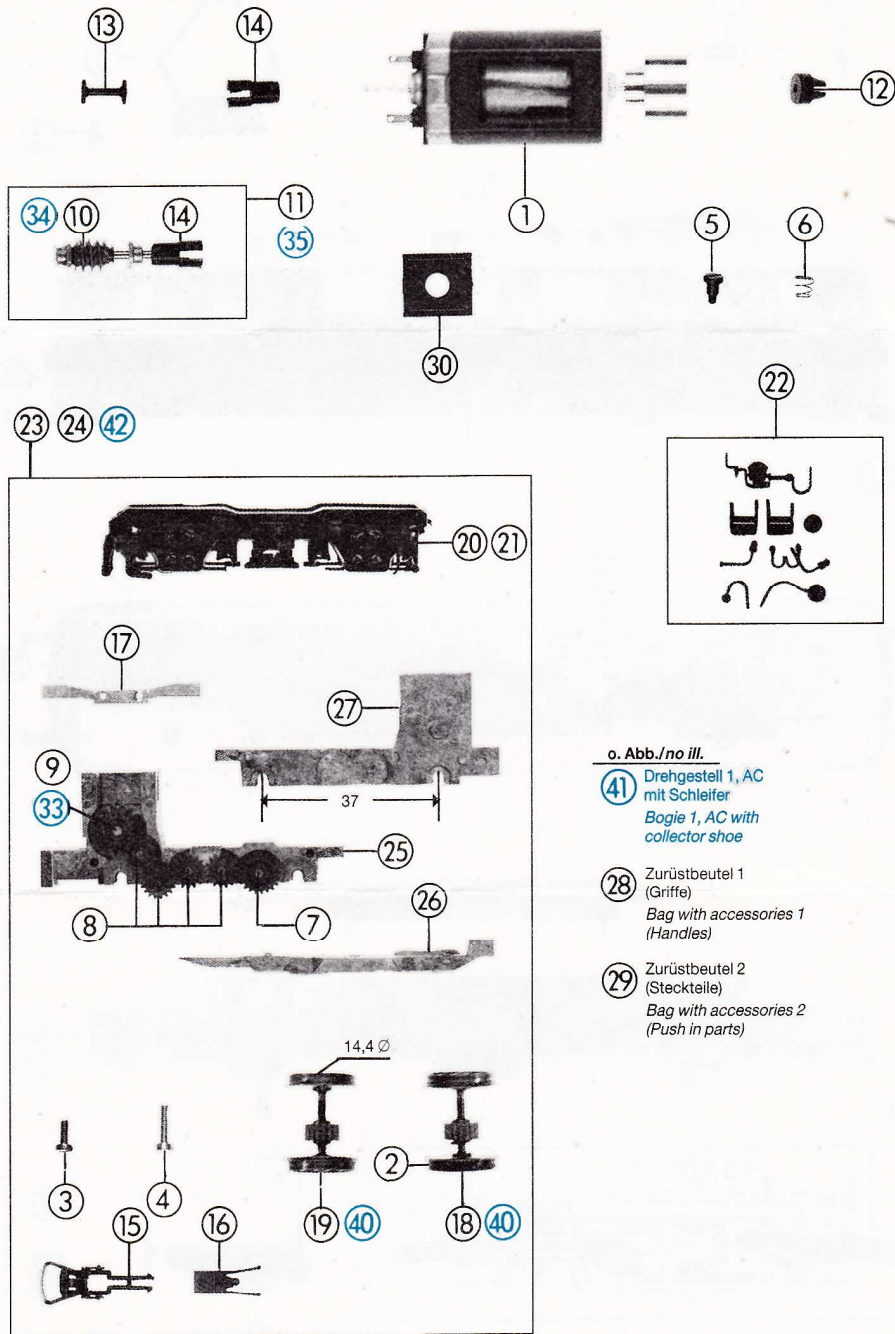 13
14
12
1
34 10 14
11
35
5
6
30
22
23 24 42
20 21
17
27
9
33
37
25
8
7
26
o. Abb./no ill.
41 Drehgestell 1, AC
mit Schleifer
Bogie 1, AC with
collector shoe
28 Zurüstbeutel 1
(Griffe)
Bag with accessories 1
(Handles)
29 Zurüstbeutel 2
(Steckteile)
Bag with accessories 2
(Push in parts)
14,4 Ø
2
3
4
19 40
18 40
15
16